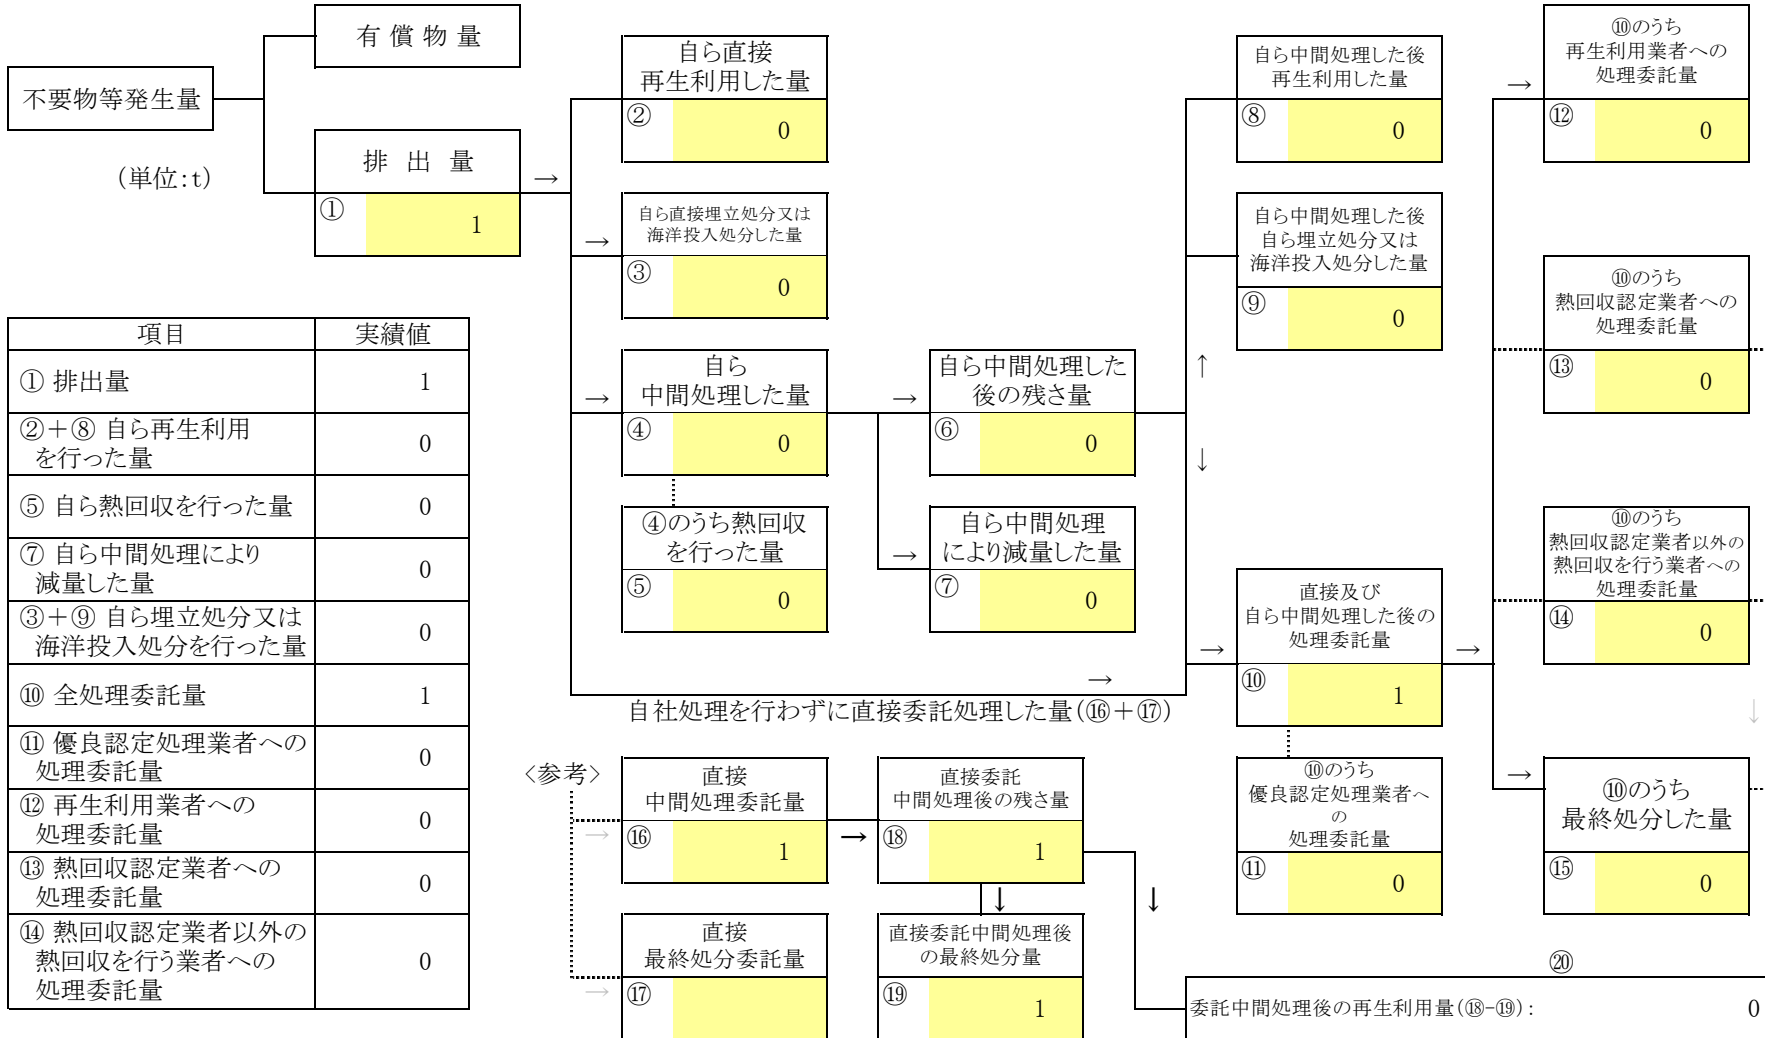 有 償 物 量
不要物等発生量
(単位:t)
排 出 量
→
①
1
自ら直接
再生利用した量
②
0
→
自ら直接埋立処分又は
海洋投入処分した量
③
0
→
自ら
中間処理した量
④
0
④のうち熱回収
を行った量
⑤
0
→
自ら中間処理した
後の残さ量
⑥
0
→
自ら中間処理
により減量した量
⑦
0
自ら中間処理した後
再生利用した量
⑧
0
自ら中間処理した後
自ら埋立処分又は
海洋投入処分した量
⑨
0
↑
↓
→
直接及び
自ら中間処理した後の
処理委託量
⑩
1
→
自社処理を行わずに直接委託処理した量(⑯+⑰)
⑩のうち
優良認定処理業者へ
の
処理委託量
⑪
0
→
⑩のうち
再生利用業者への
処理委託量
⑫
0
⑩のうち
熱回収認定業者への
処理委託量
⑬
0
⑩のうち
熱回収認定業者以外の
熱回収を行う業者への
処理委託量
⑭
0
→
↓
→
⑩のうち
最終処分した量
⑮
0
項目 実績値
① 排出量 1
②+⑧ 自ら再生利用
を行った量 0
⑤ 自ら熱回収を行った量 0
⑦ 自ら中間処理により
減量した量 0
③+⑨ 自ら埋立処分又は
海洋投入処分を行った量 0
⑩ 全処理委託量 1
⑪ 優良認定処理業者への
処理委託量 0
⑫ 再生利用業者への
処理委託量 0
⑬ 熱回収認定業者への
処理委託量 0
⑭ 熱回収認定業者以外の
熱回収を行う業者への
処理委託量 0
<参考>
→
直接
中間処理委託量
⑯
1
→
直接委託
中間処理後の残さ量
⑱
1
↓
↓
→
直接
最終処分委託量
⑰
直接委託中間処理後
の最終処分量
⑲
1
⑳
委託中間処理後の再生利用量(⑱-⑲): 0